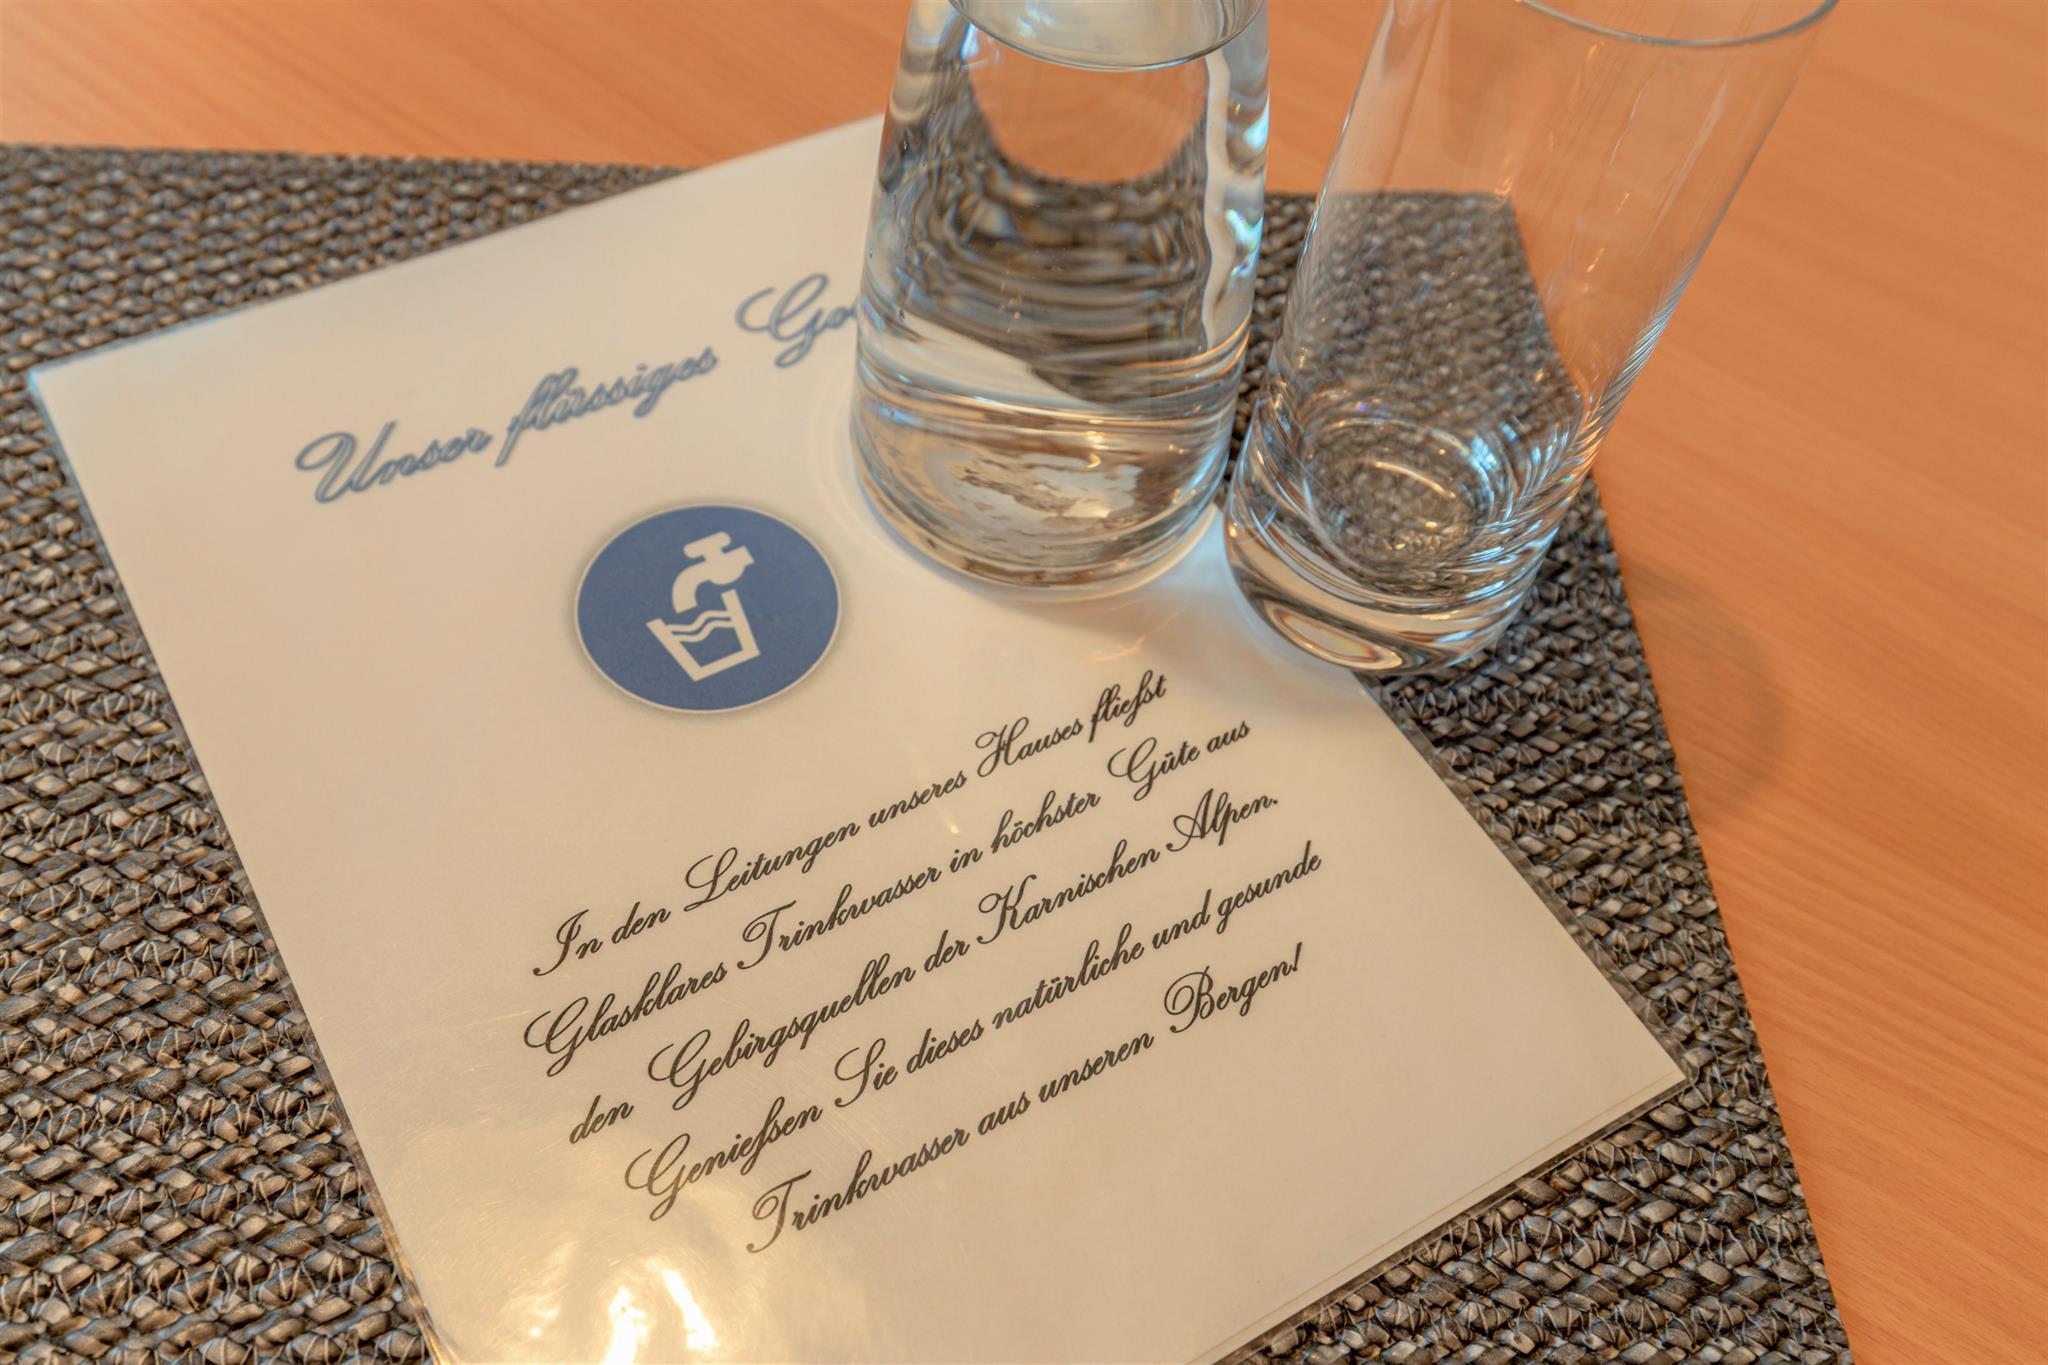 Unser flüssiges
In den Leitungen unseres Hauses fließt
Glasklares Trinkwasser in höchster Güte aus
den Gebirgsquellen der Karnischen Alpen.
Genießen Sie dieses natürliche und gesunde
Trinkwasser aus unseren Bergen!